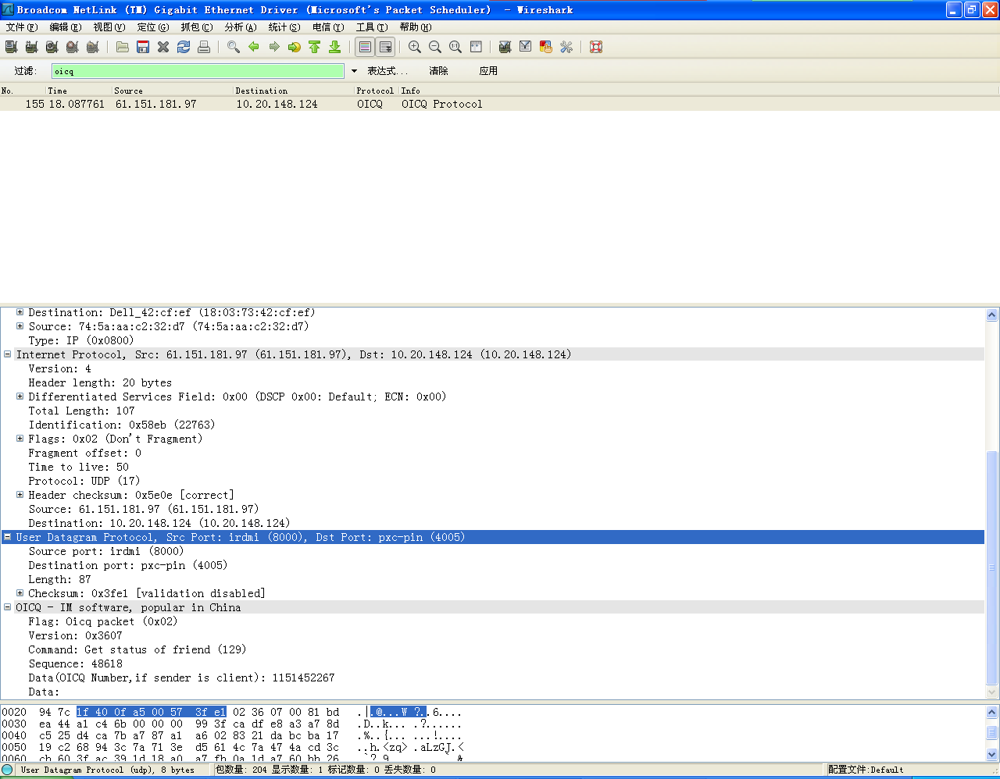 Broadcom NetLink (TM) Gigabit Ethernet Driver (Microsoft's Packet Scheduler) - Wireshark
文件(F) 编辑(E) 视图(V) 定位(G) 抓包(C) 分析(A) 统计(S) 电信(Y) 工具(T) 帮助(H)
过滤: oicq 表达式... 清除 应用
No. Time Source Destination Protocol Info
155 18.087761 61.151.181.97 10.20.148.124 OICQ OICQ Protocol
Destination: Dell_42:cf:ef (18:03:73:42:cf:ef)
Source: 74:5a:aa:c2:32:d7 (74:5a:aa:c2:32:d7)
Type: IP (0x0800)
Internet Protocol, Src: 61.151.181.97 (61.151.181.97), Dst: 10.20.148.124 (10.20.148.124)
Version: 4
Header length: 20 bytes
Differentiated Services Field: 0x00 (DSCP 0x00: Default; ECN: 0x00)
Total Length: 107
Identification: 0x58eb (22763)
Flags: 0x02 (Don't Fragment)
Fragment offset: 0
Time to live: 50
Protocol: UDP (17)
Header checksum: 0x5e0e [correct]
Source: 61.151.181.97 (61.151.181.97)
Destination: 10.20.148.124 (10.20.148.124)
User Datagram Protocol, Src Port: irdmi (8000), Dst Port: pxc-pin (4005)
Source port: irdmi (8000)
Destination port: pxc-pin (4005)
Length: 87
Checksum: 0x3fe1 [validation disabled]
OICQ - IM software, popular in China
Flag: Oicq packet (0x02)
Version: 0x3607
Command: Get status of friend (129)
Sequence: 48618
Data(OICQ Number,if sender is client): 1151452267
Data:
0020 94 7c 1f 40 0f a5 00 57 3f e1 02 36 07 00 81 bd .|.@...W ?..6....
0030 ea 44 a1 c4 6b 00 00 00 99 3f ca df e8 a3 a7 8d .D..k... .?......
0040 c5 25 d4 ca 7b a7 87 a1 a6 02 83 21 da bc ba 17 .%..{... ...!....
0050 19 c2 68 94 3c 7a 71 3e d5 61 4c 7a 47 4a cd 3c ..h.<zq> .aLzGJ.<
0060 cb 60 3f ac 39 1d 18 a0 a7 fb 0a 1d a7 60 bb 26
User Datagram Protocol (udp), 8 bytes 包数量: 204 显示数量: 1 标记数量: 0 丢失数量: 0 配置文件:Default